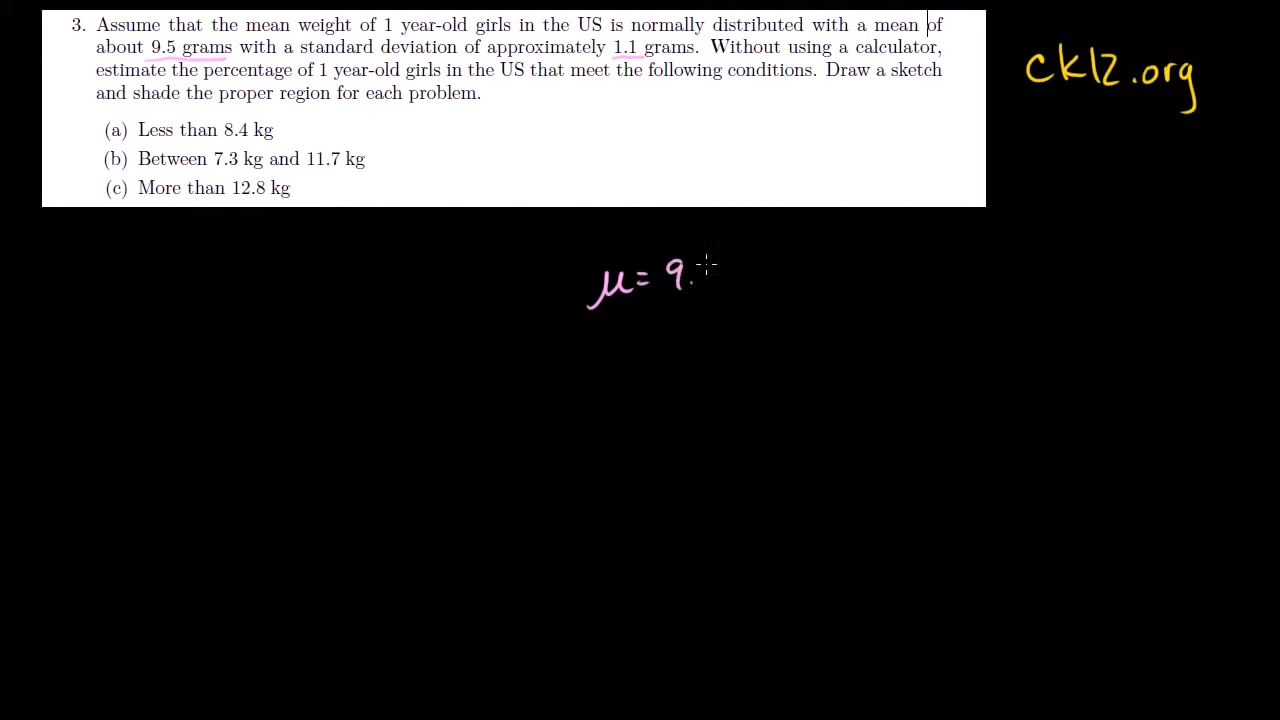 3. Assume that the mean weight of 1 year-old girls in the US is normally distributed with a mean of
about 9.5 grams with a standard deviation of approximately 1.1 grams. Without using a calculator,
estimate the percentage of 1 year-old girls in the US that meet the following conditions. Draw a sketch
and shade the proper region for each problem.
(a) Less than 8.4 kg
(b) Between 7.3 kg and 11.7 kg
(c) More than 12.8 kg
ck12.org
μ = 9.